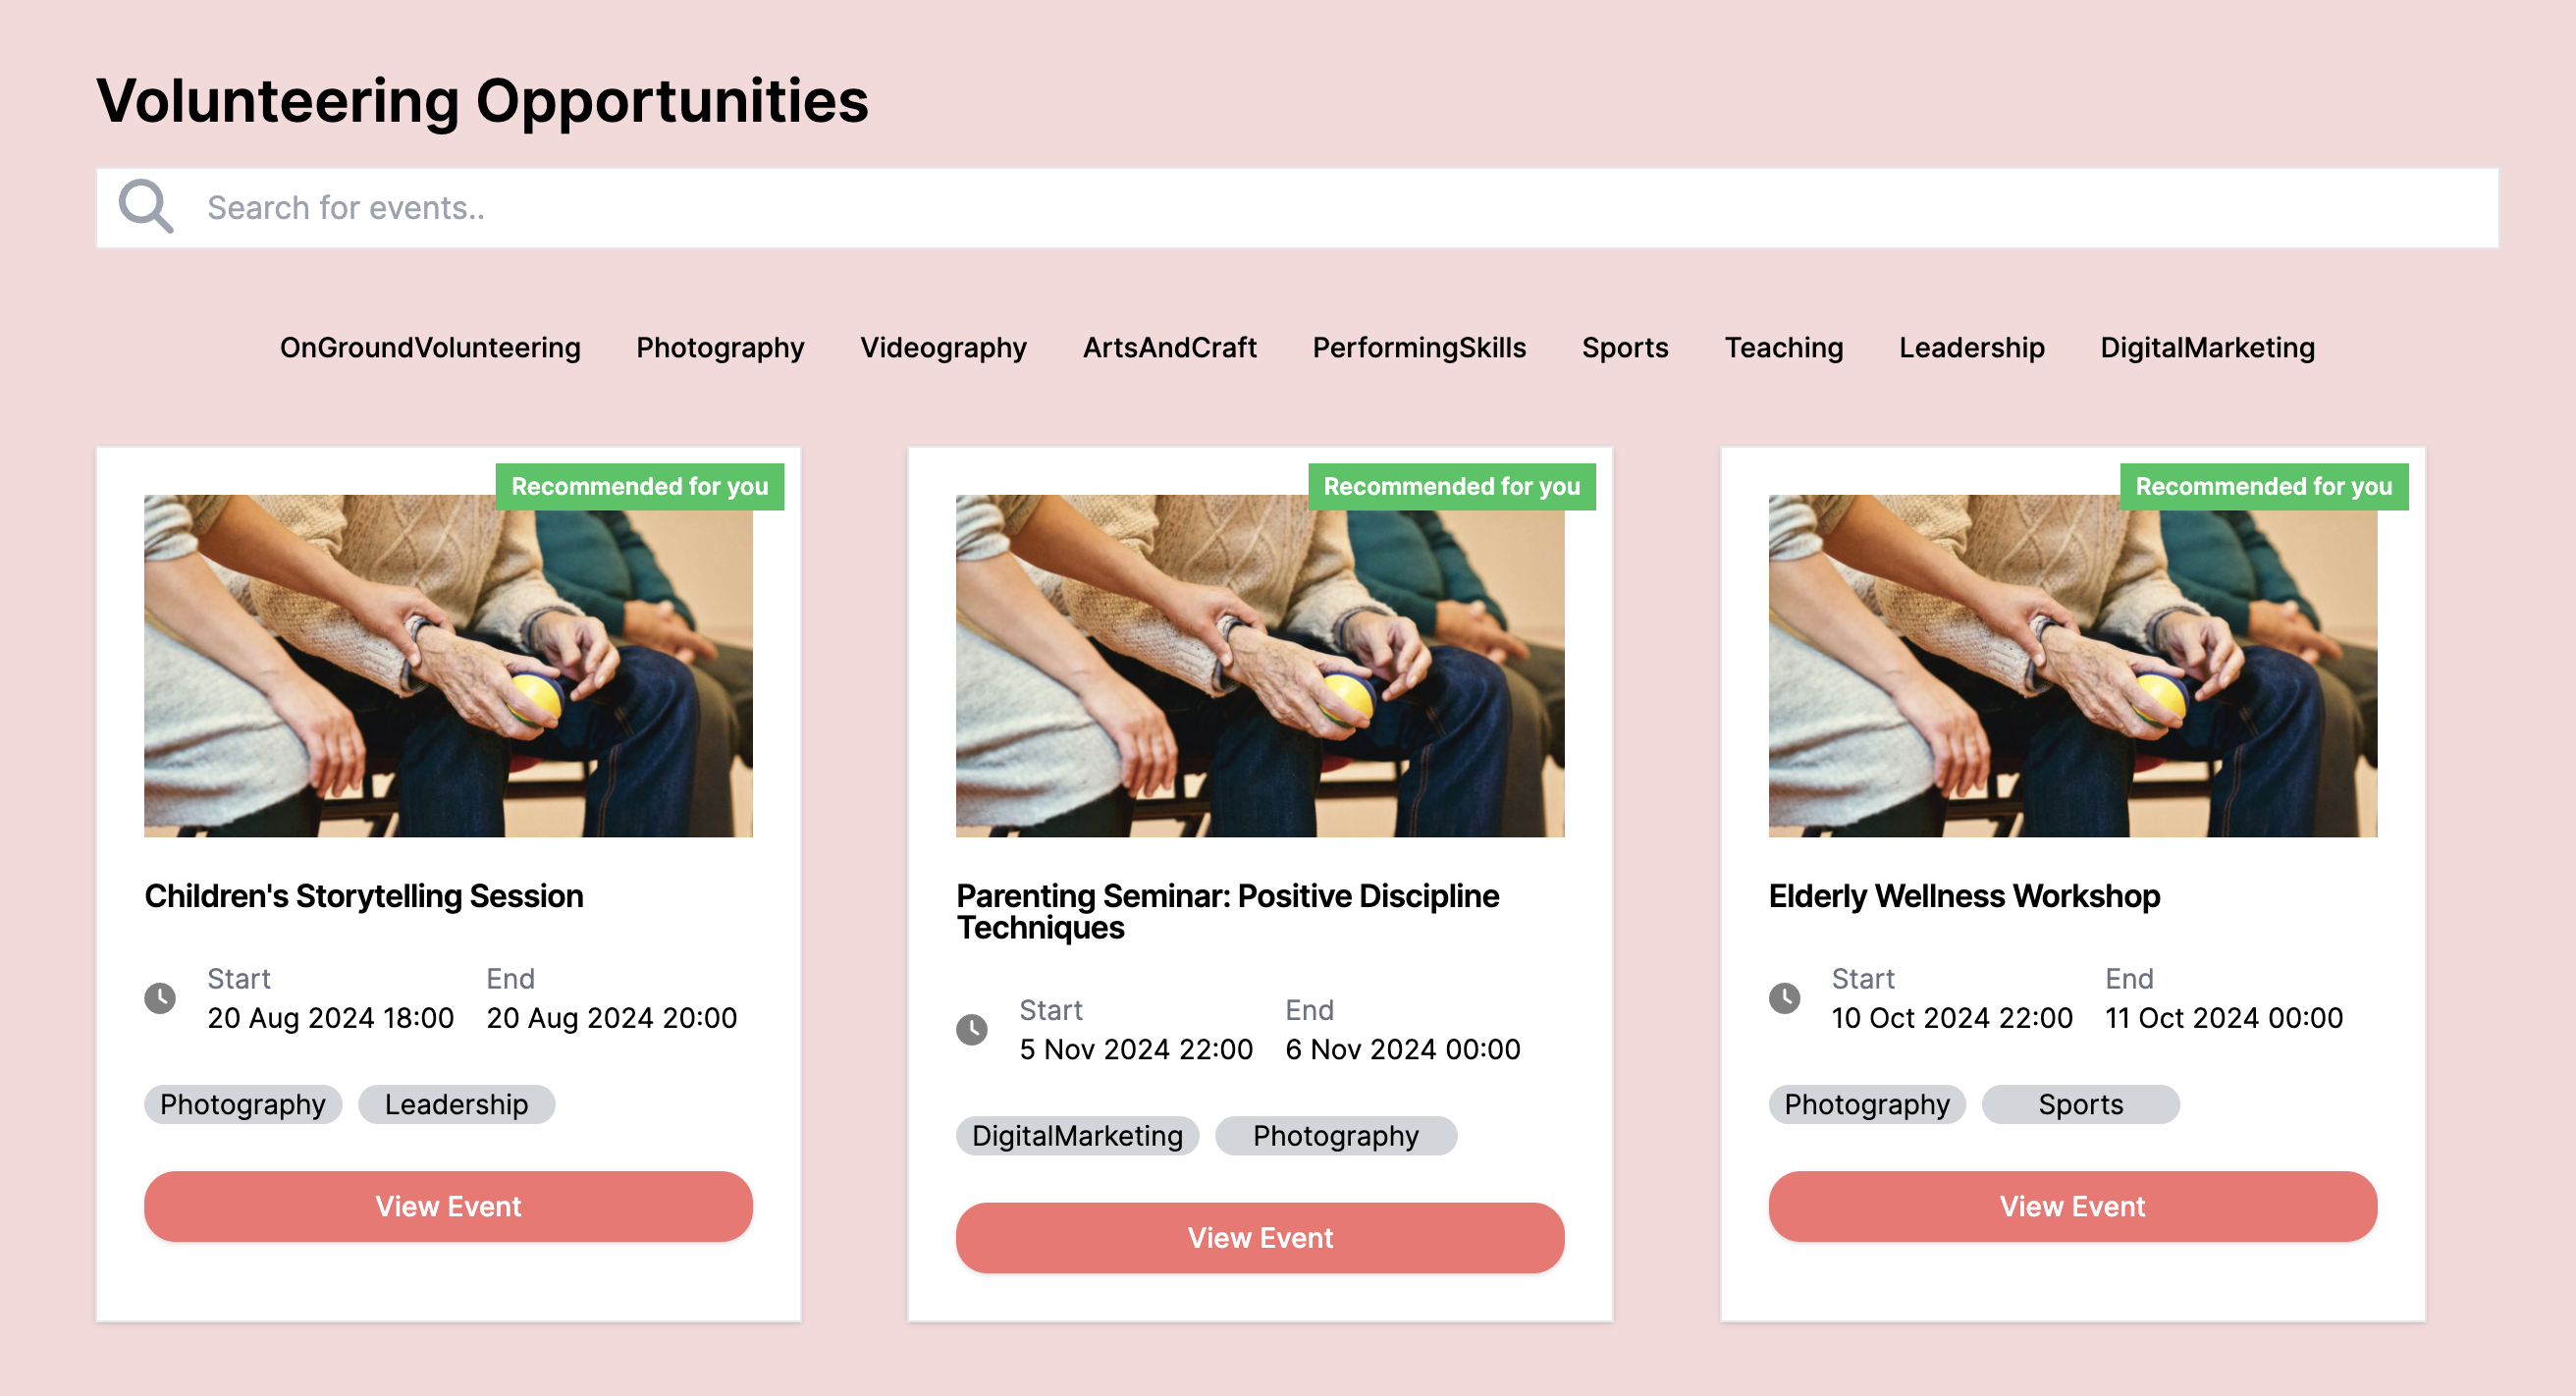 Volunteering Opportunities
Search for events..
OnGroundVolunteering Photography Videography ArtsAndCraft PerformingSkills Sports Teaching Leadership DigitalMarketing
Recommended for you
Children's Storytelling Session
Start End
20 Aug 2024 18:00 20 Aug 2024 20:00
Photography Leadership
View Event
Recommended for you
Parenting Seminar: Positive Discipline
Techniques
Start End
5 Nov 2024 22:00 6 Nov 2024 00:00
DigitalMarketing Photography
View Event
Recommended for you
Elderly Wellness Workshop
Start End
10 Oct 2024 22:00 11 Oct 2024 00:00
Photography Sports
View Event